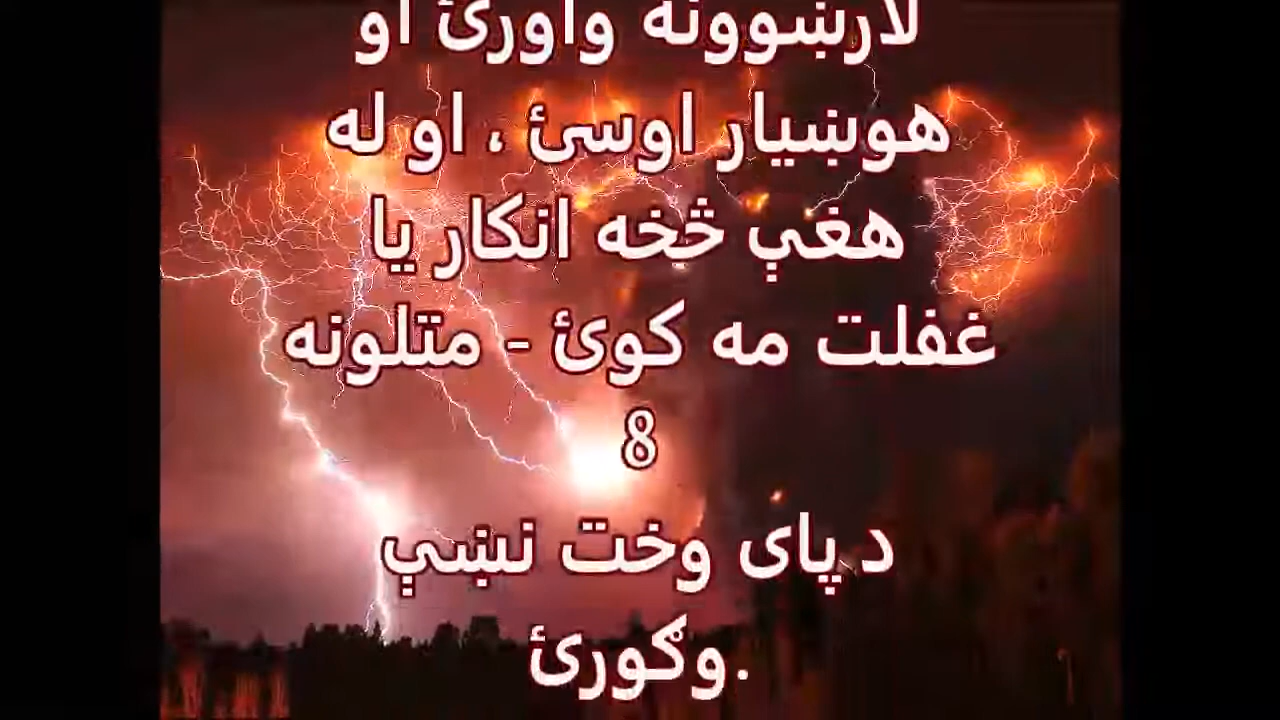 لارښوونه واورئ او
هوښيار اوسئ ، او له
هغې څخه انکار يا
غفلت مه کوئ - متلونه
8
د پای وخت نښې
وګورئ.